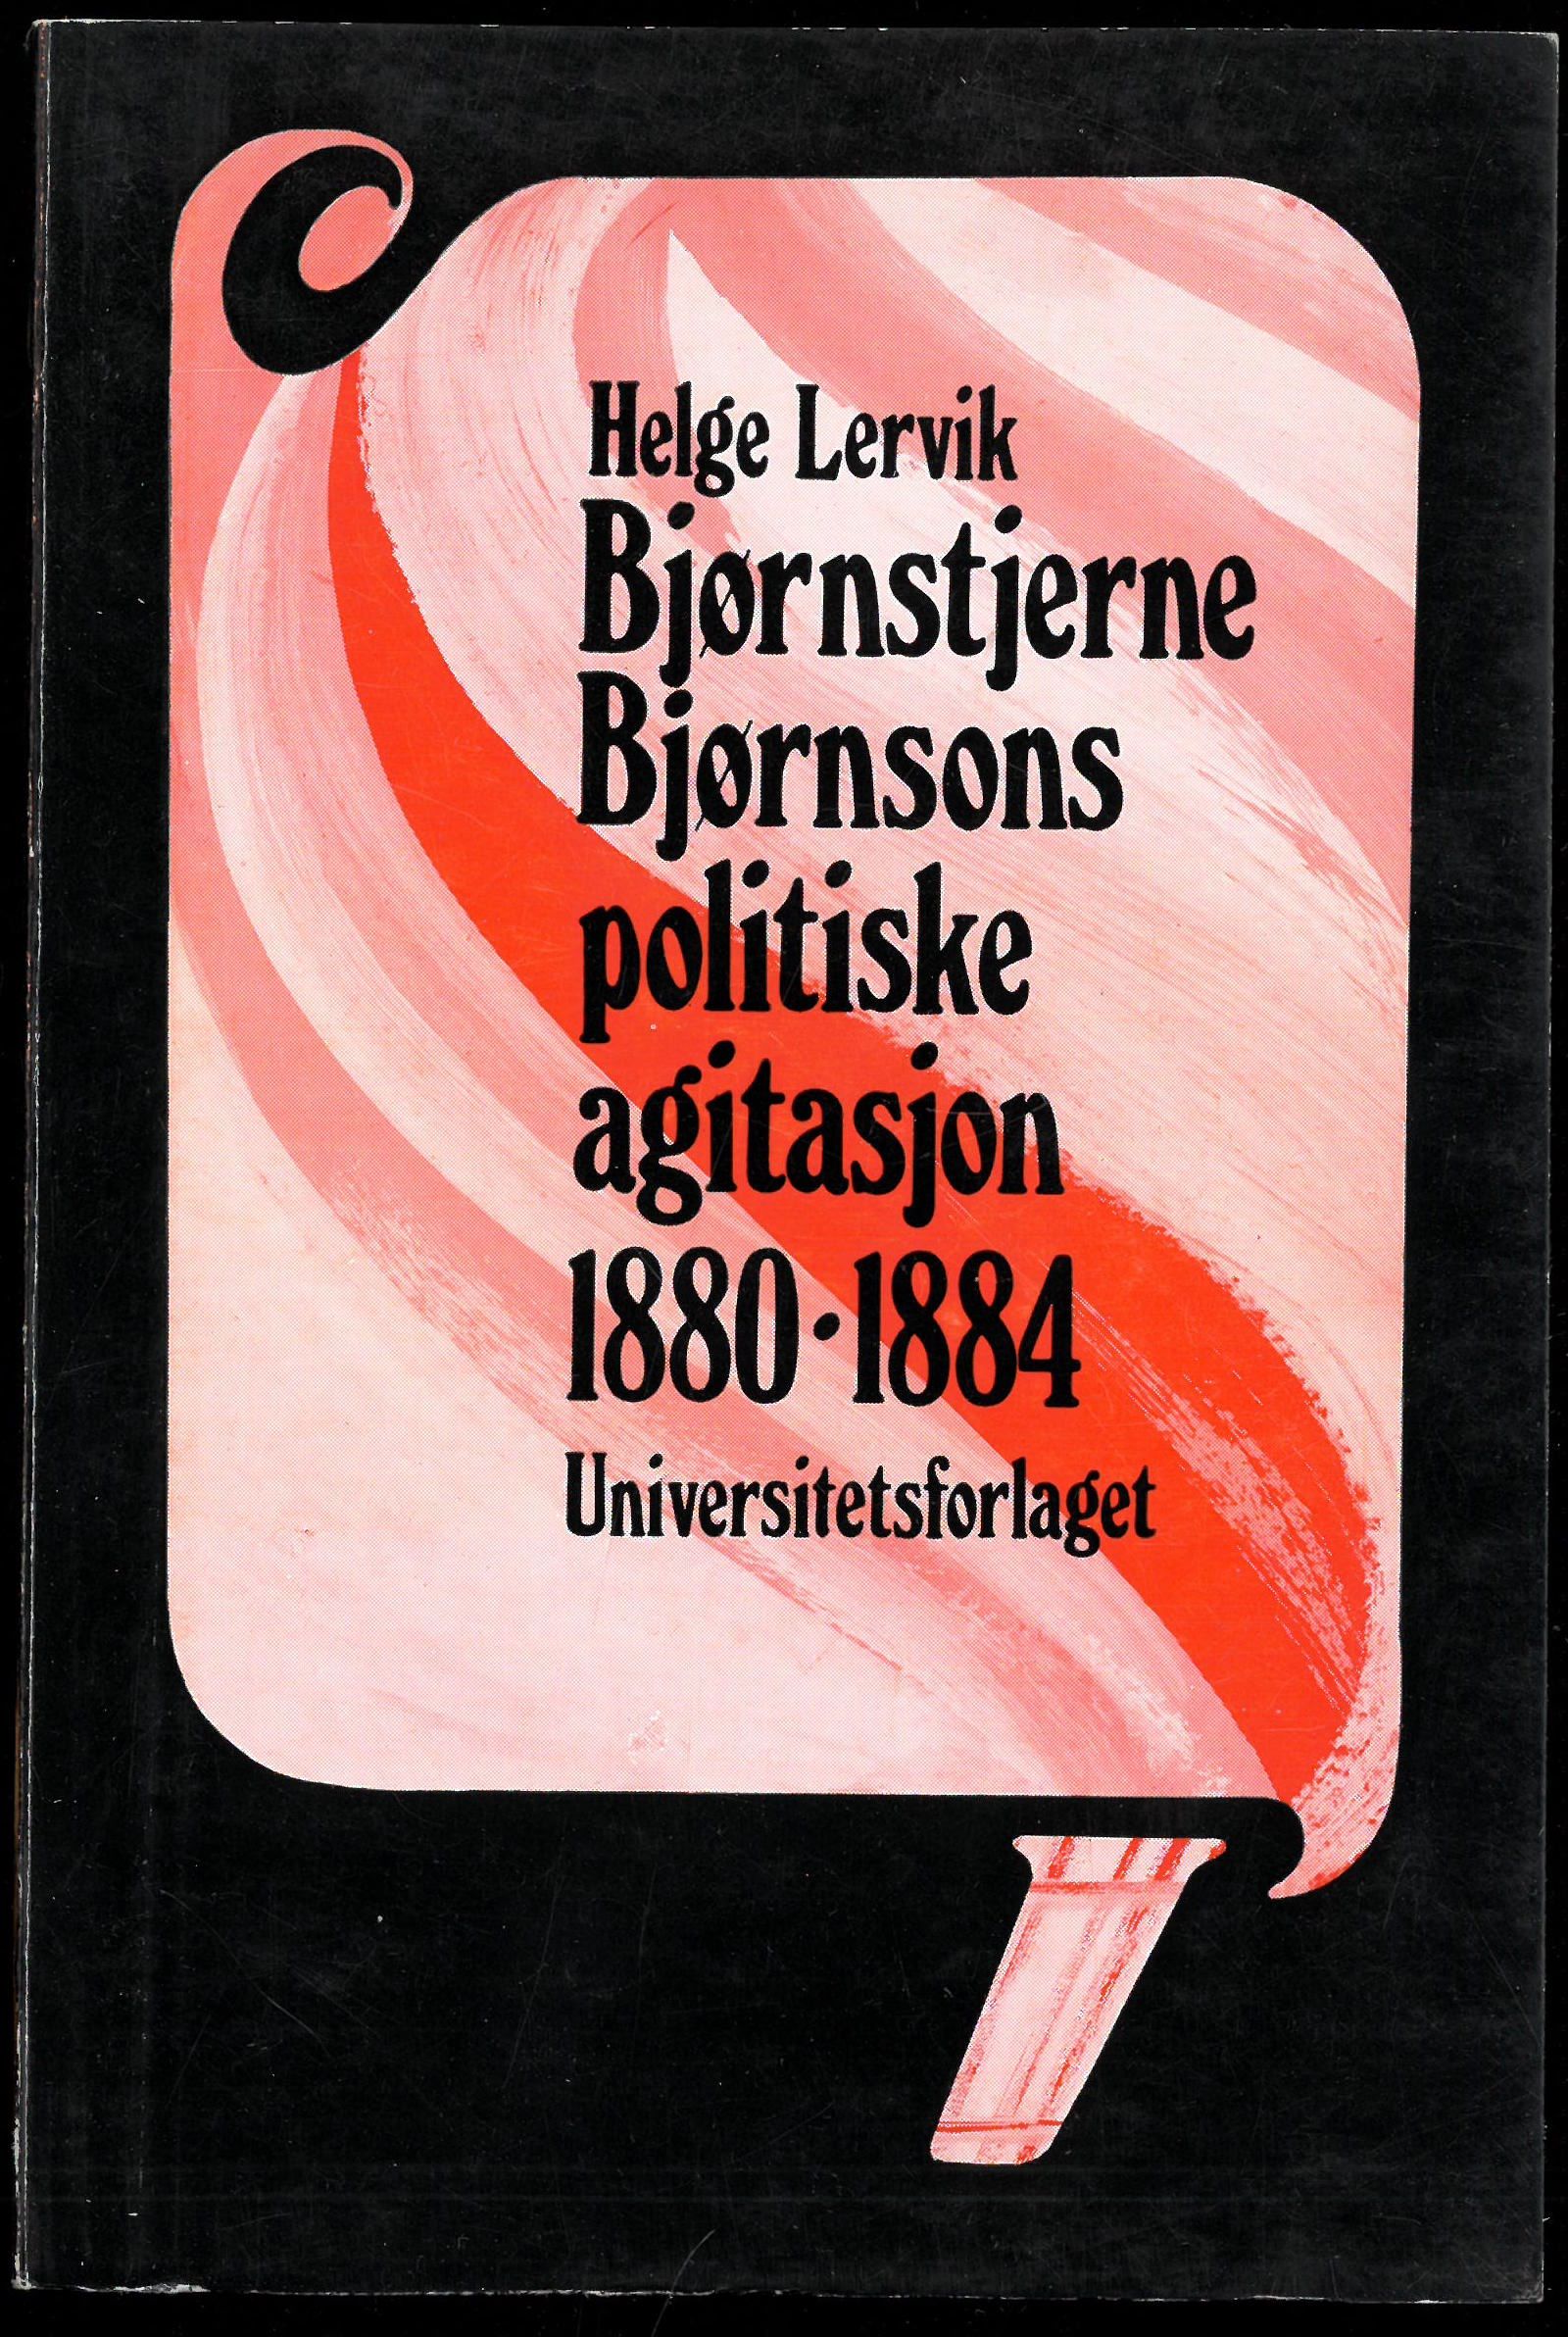 Helge Lervik
Bjørnstjerne
Bjørnsons
politiske
agitasjon
1880·1884
Universitetsforlaget